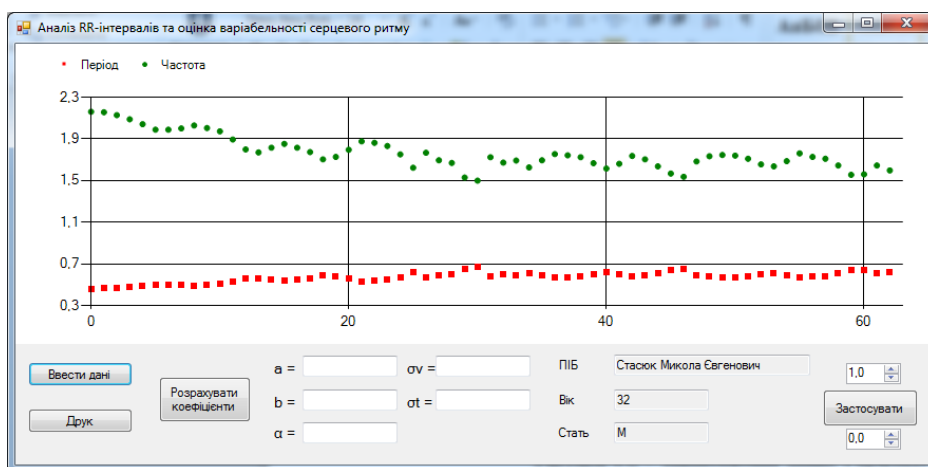 Аналіз RR-інтервалів та оцінка варіабельності серцевого ритму
Період Частота
2,3
1,9
1,5
1,1
0,7
0,3
0 20 40 60
Ввести дані
Друк
Розрахувати
коефіцієнти
a =
b =
α =
σv =
σt =
ПІБ Стасюк Микола Євгенович
Вік 32
Стать М
1,0
Застосувати
0,0